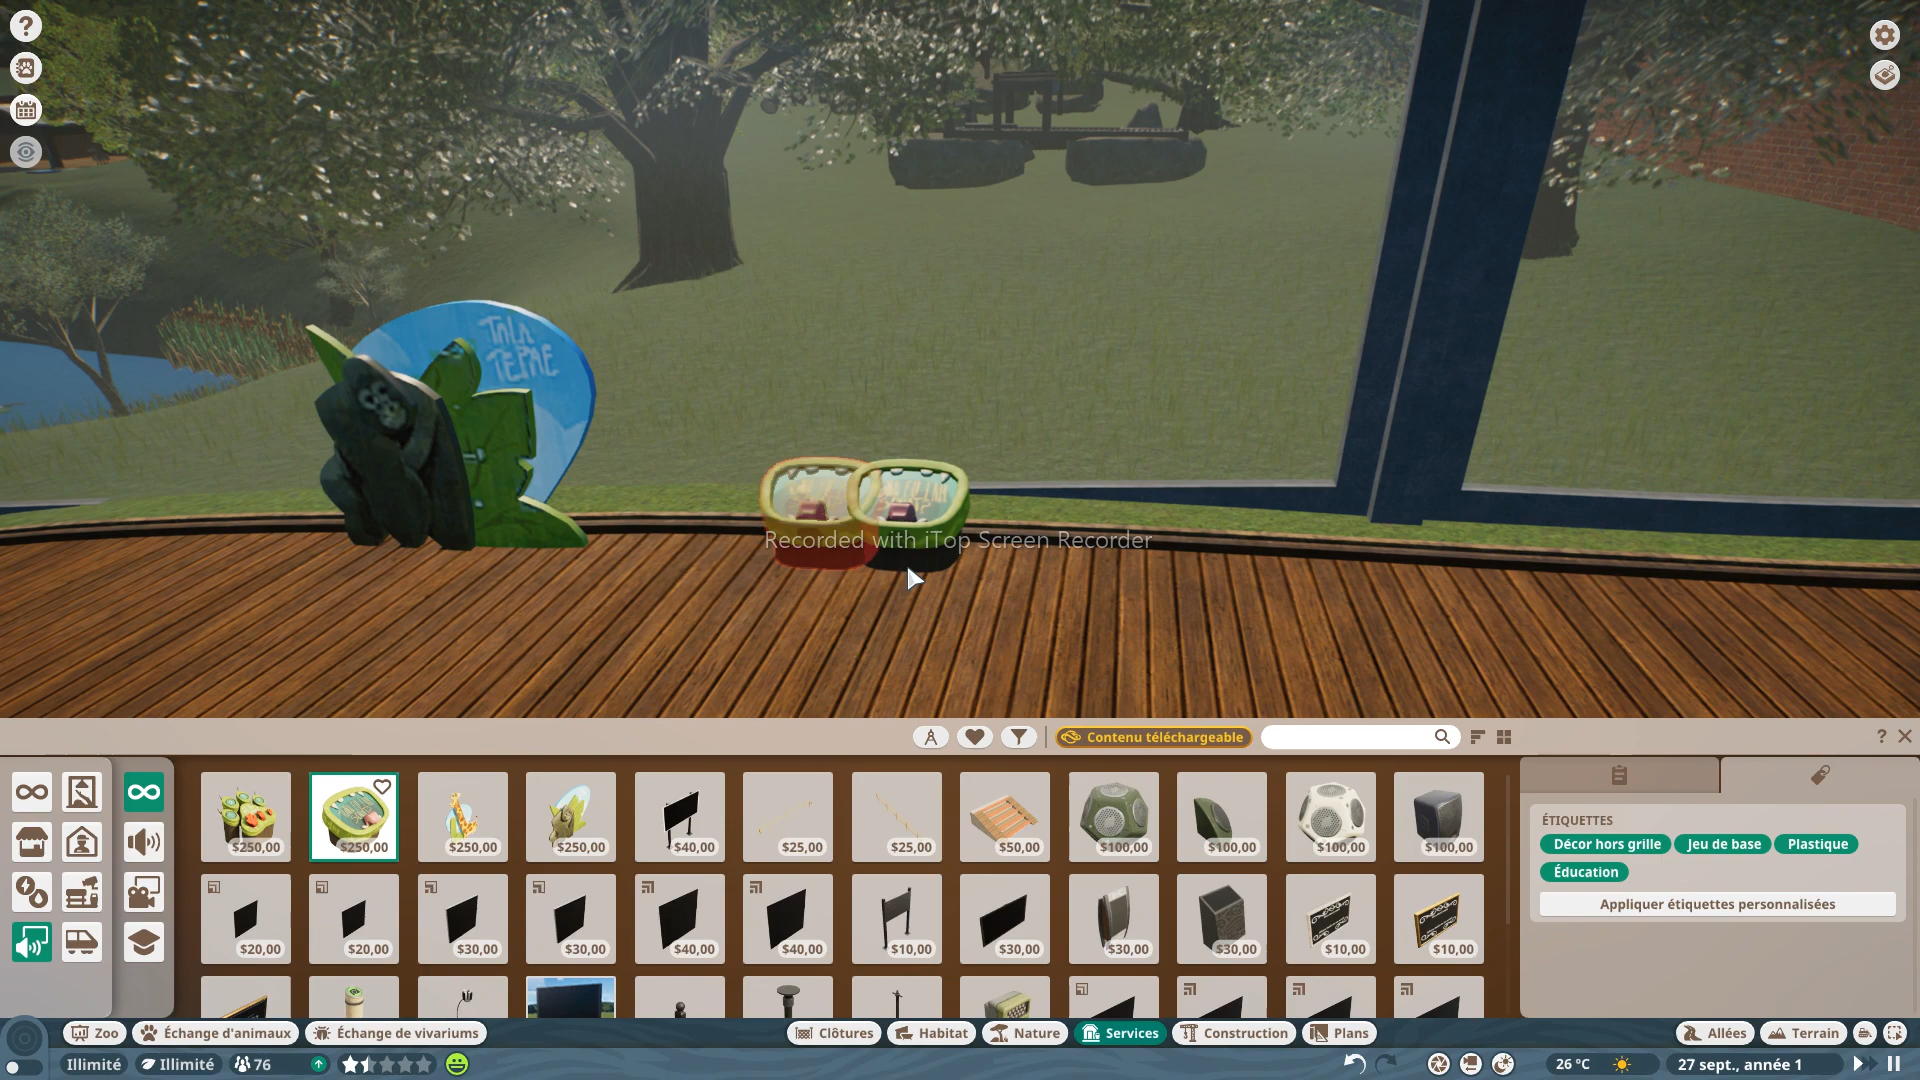 TALA
TEPAE
Recorded with iTop Screen Recorder
Contenu téléchargeable
?
$250,00 $250,00 $250,00 $250,00 $40,00 $25,00 $25,00 $50,00 $100,00 $100,00 $100,00 $100,00
$20,00 $20,00 $30,00 $30,00 $40,00 $40,00 $10,00 $30,00 $30,00 $30,00 $10,00 $10,00
ÉTIQUETTES
Décor hors grille Jeu de base Plastique
Éducation
Appliquer étiquettes personnalisées
Zoo Échange d'animaux Échange de vivariums Clôtures Habitat Nature Services Construction Plans Allées Terrain
Illimité Illimité 76 26 °C 27 sept., année 1